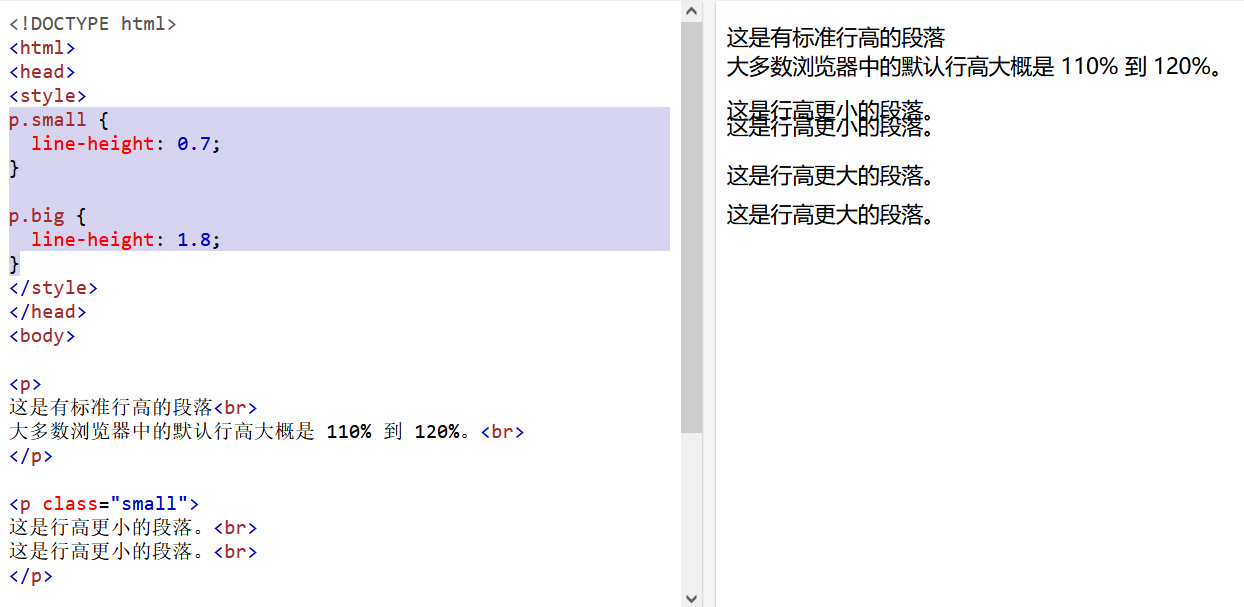 <!DOCTYPE html>
<html>
<head>
<style>
p.small {
  line-height: 0.7;
}

p.big {
  line-height: 1.8;
}
</style>
</head>
<body>

<p>
这是有标准行高的段落<br>
大多数浏览器中的默认行高大概是 110% 到 120%。<br>
</p>

<p class="small">
这是行高更小的段落。<br>
这是行高更小的段落。<br>
</p>

这是有标准行高的段落
大多数浏览器中的默认行高大概是 110% 到 120%。
这是行高更小的段落。
这是行高更小的段落。
这是行高更大的段落。
这是行高更大的段落。